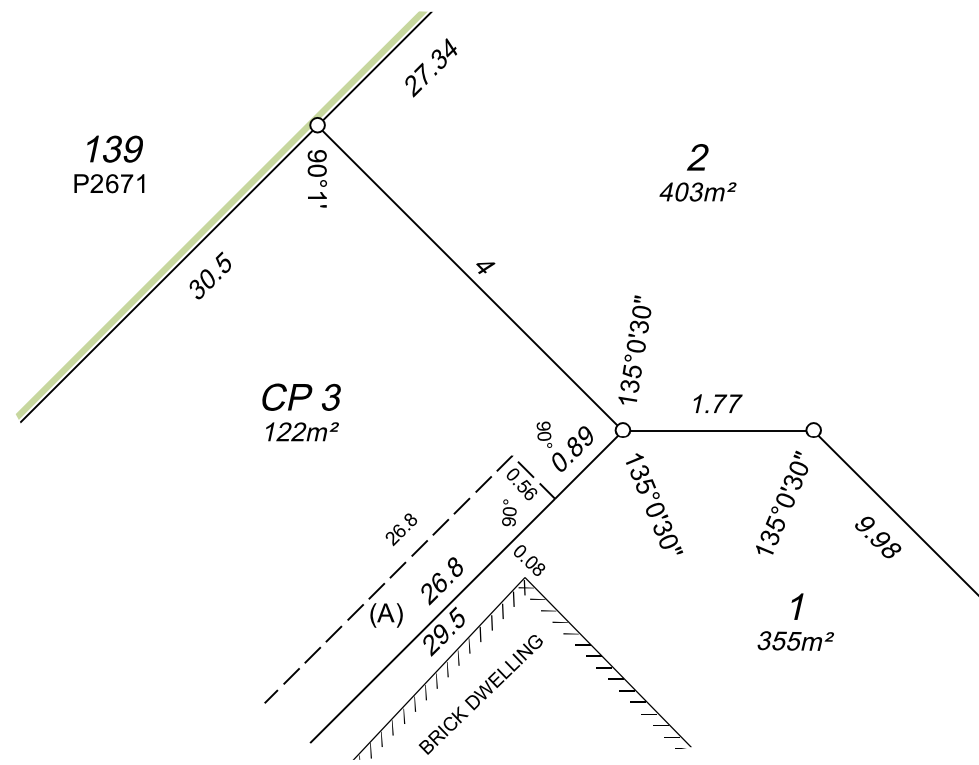 27.34
139
P2671
90°1'
2
403m²
30.5
4
135°0'30"
CP 3
122m²
1.77
90°
0.89
0.56
135°0'30"
135°0'30"
26.8
90°
9.98
0.08
26.8
(A)
29.5
1
355m²
BRICK DWELLING